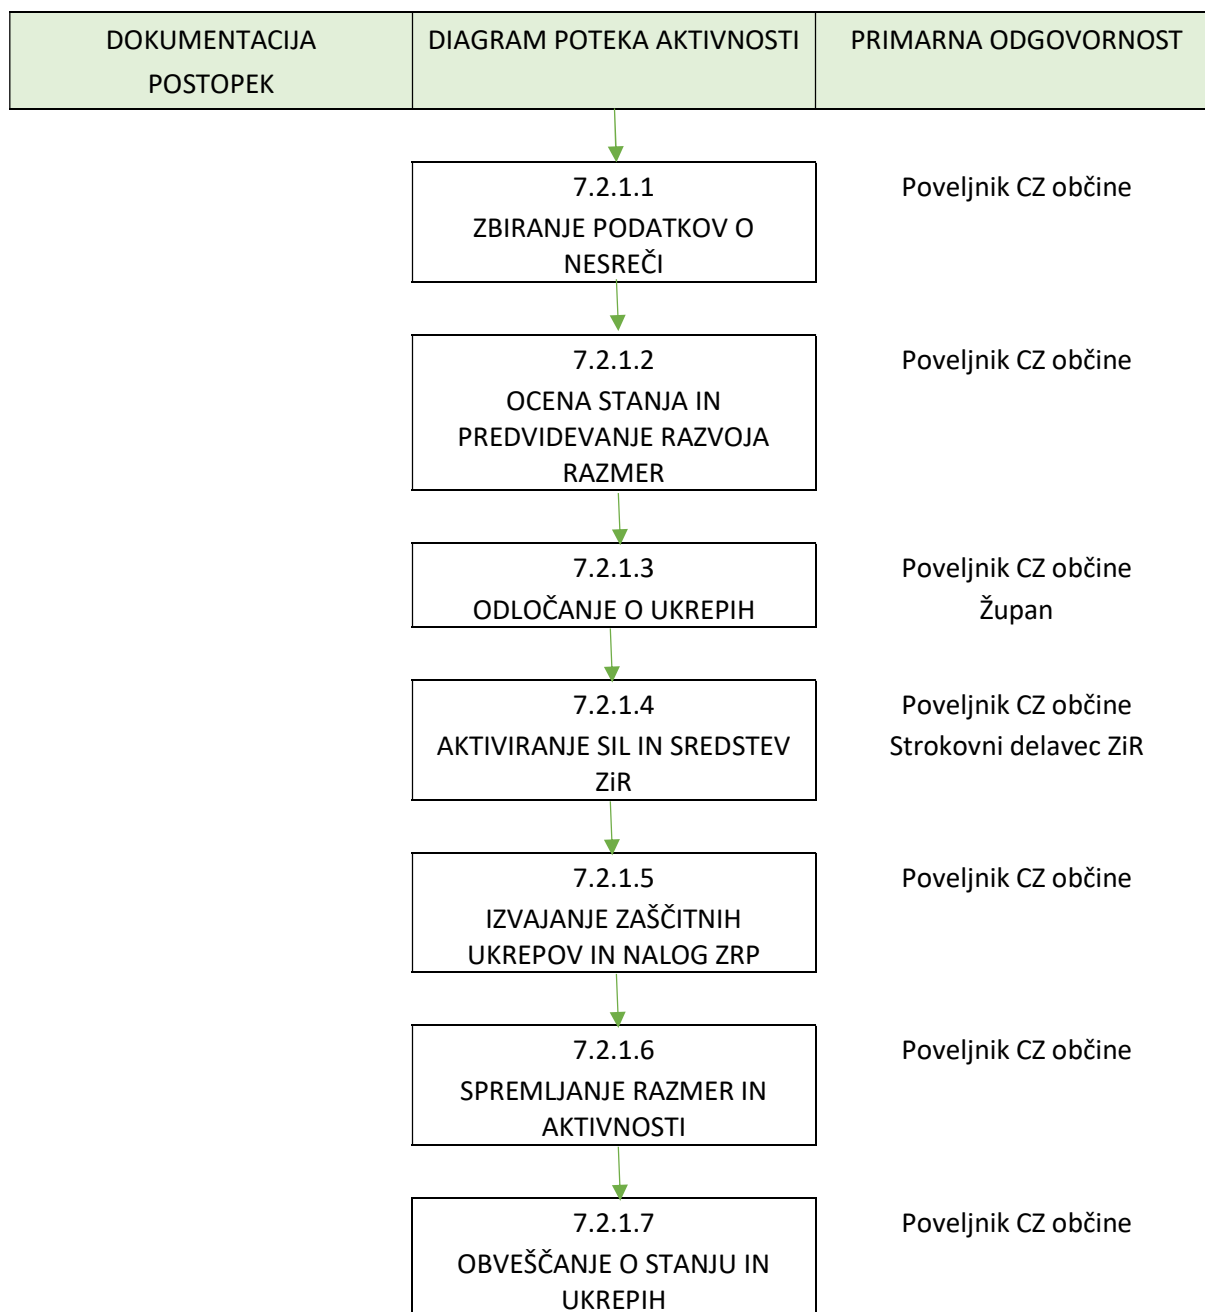 DOKUMENTACIJA
POSTOPEK
DIAGRAM POTEKA AKTIVNOSTI
PRIMARNA ODGOVORNOST
7.2.1.1
ZBIRANJE PODATKOV O
NESREČI
Poveljnik CZ občine
7.2.1.2
OCENA STANJA IN
PREDVIDEVANJE RAZVOJA
RAZMER
Poveljnik CZ občine
7.2.1.3
ODLOČANJE O UKREPIH
Poveljnik CZ občine
Župan
7.2.1.4
AKTIVIRANJE SIL IN SREDSTEV
ZiR
Poveljnik CZ občine
Strokovni delavec ZiR
7.2.1.5
IZVAJANJE ZAŠČITNIH
UKREPOV IN NALOG ZRP
Poveljnik CZ občine
7.2.1.6
SPREMLJANJE RAZMER IN
AKTIVNOSTI
Poveljnik CZ občine
7.2.1.7
OBVEŠČANJE O STANJU IN
UKREPIH
Poveljnik CZ občine